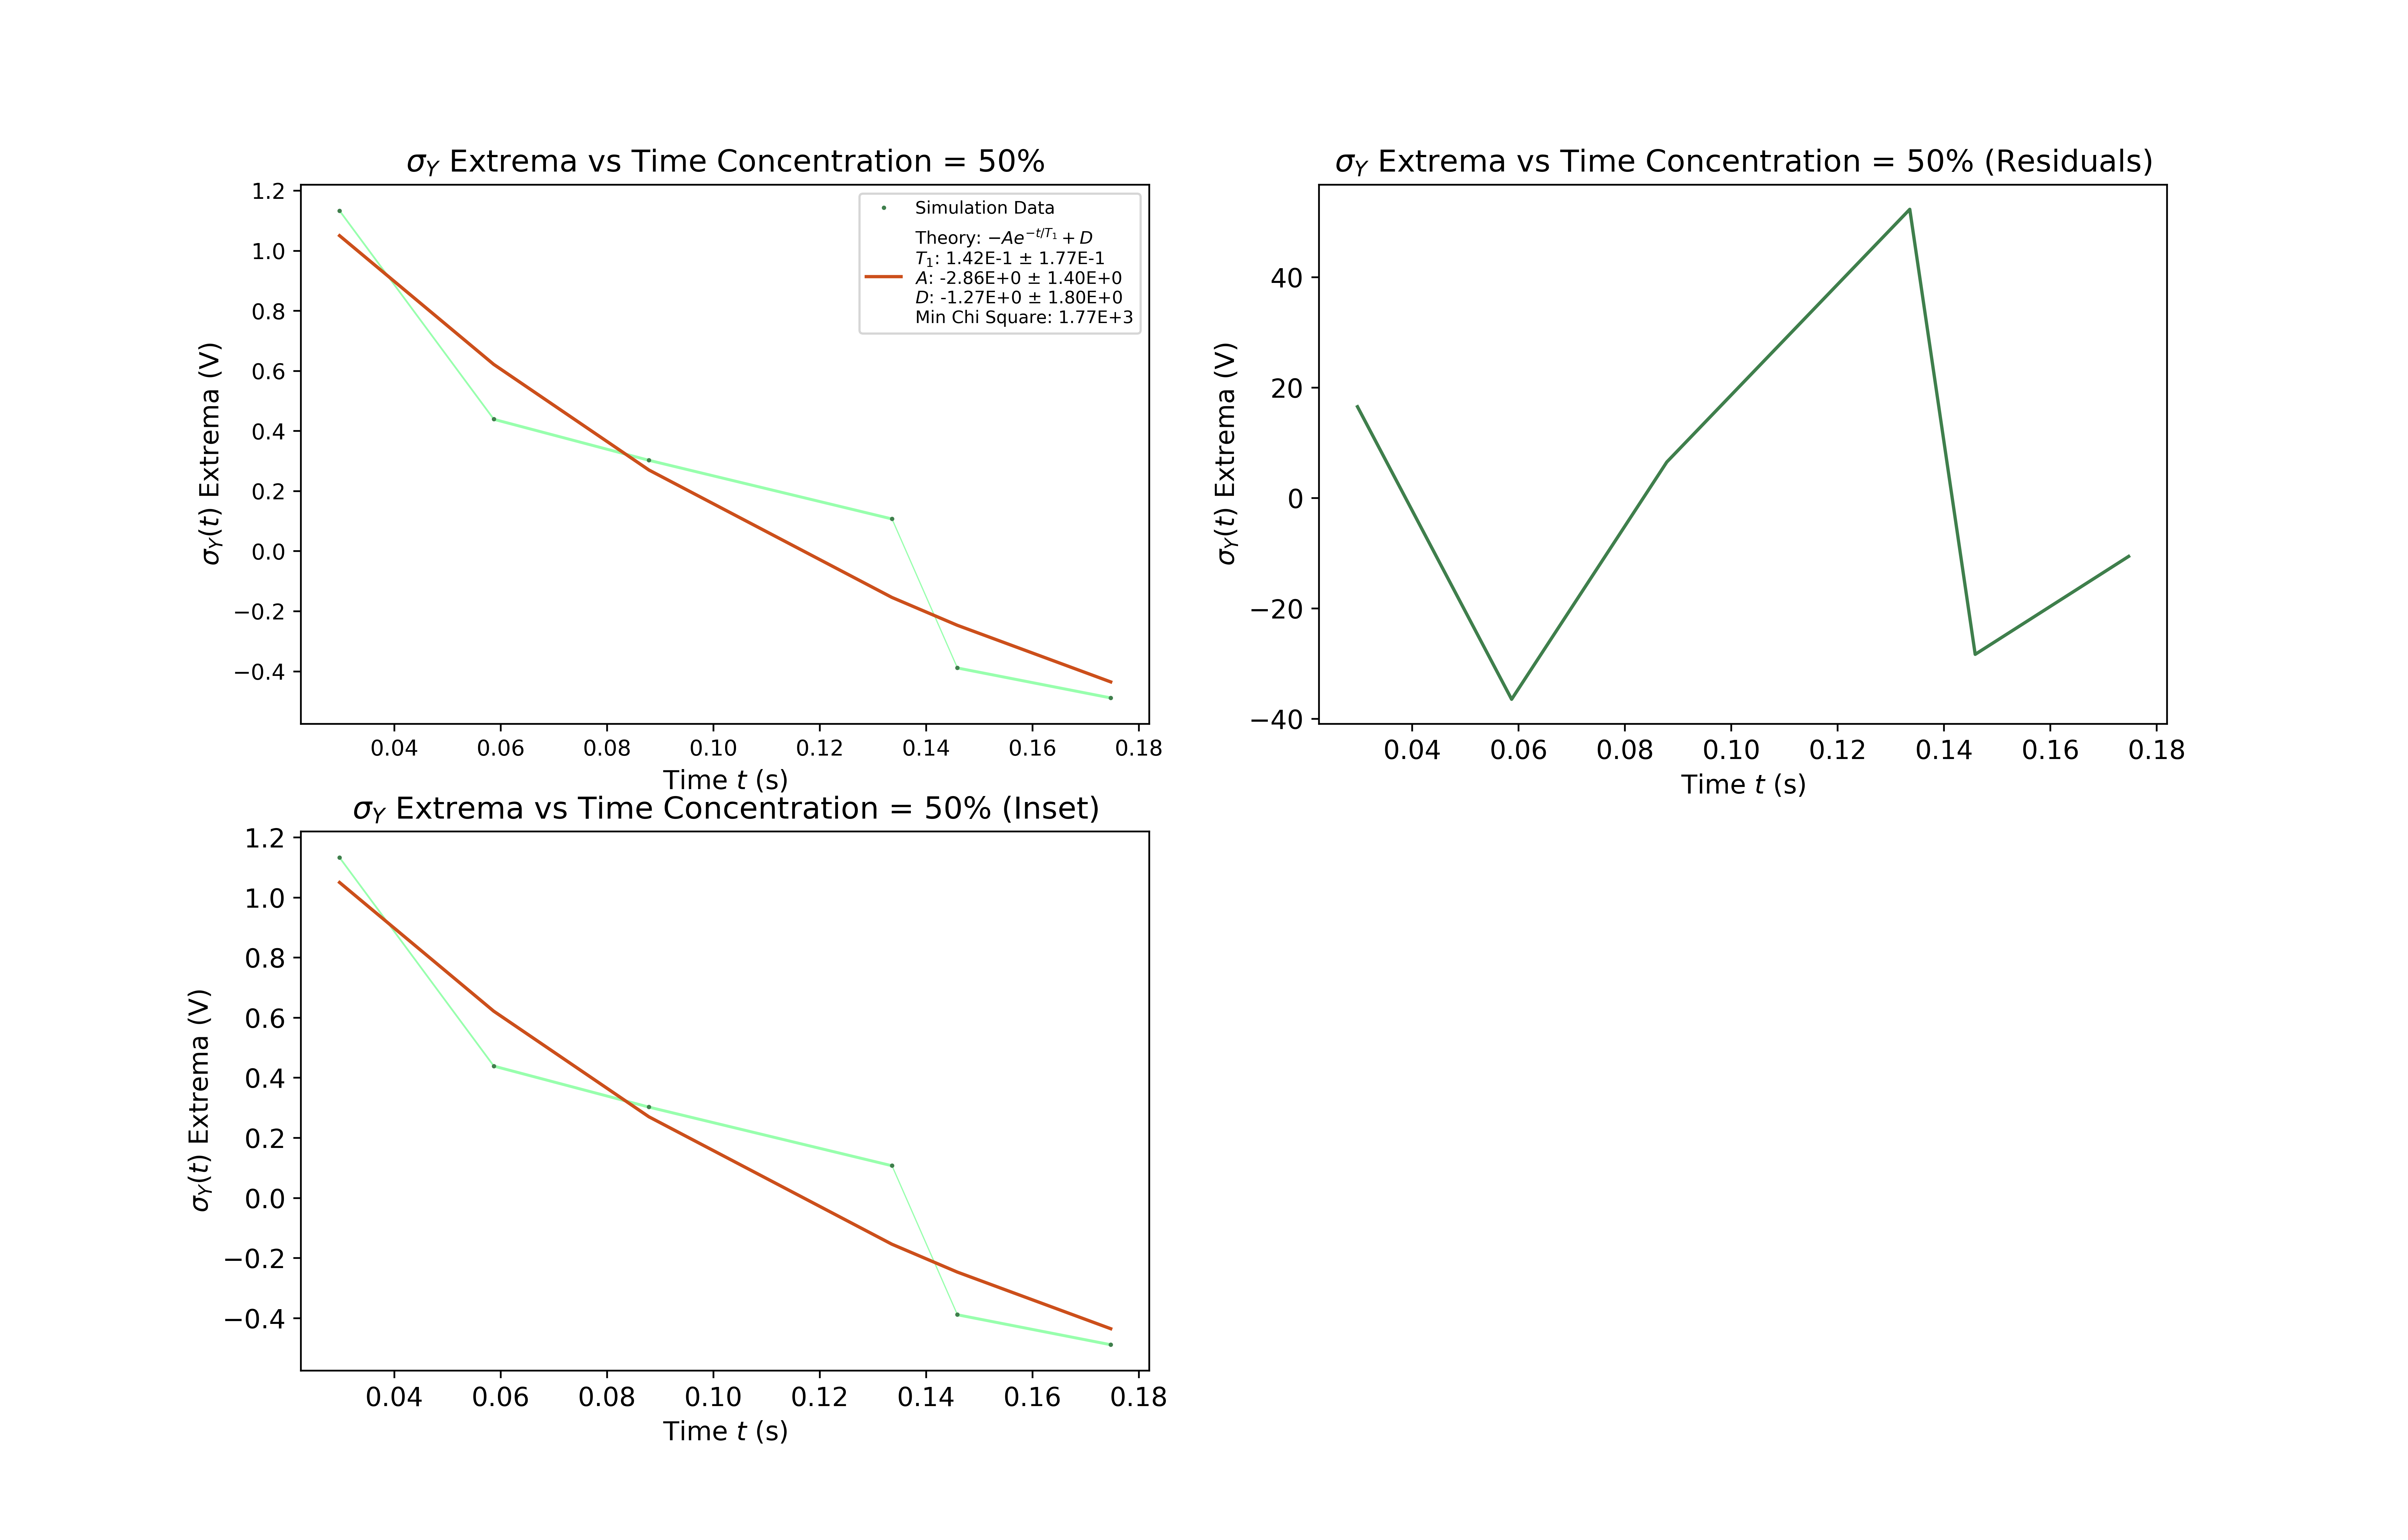 σY Extrema vs Time Concentration = 50%
1.2
1.0
0.8
0.6
0.4
0.2
0.0
−0.2
−0.4
σY(t) Extrema (V)
Simulation Data
Theory: −Ae^{−t/T1} + D
T1: 1.42E-1 ± 1.77E-1
A: -2.86E+0 ± 1.40E+0
D: -1.27E+0 ± 1.80E+0
Min Chi Square: 1.77E+3
0.04 0.06 0.08 0.10 0.12 0.14 0.16 0.18
Time t (s)
σY Extrema vs Time Concentration = 50% (Residuals)
40
20
0
−20
−40
σY(t) Extrema (V)
0.04 0.06 0.08 0.10 0.12 0.14 0.16 0.18
Time t (s)
σY Extrema vs Time Concentration = 50% (Inset)
1.2
1.0
0.8
0.6
0.4
0.2
0.0
−0.2
−0.4
σY(t) Extrema (V)
0.04 0.06 0.08 0.10 0.12 0.14 0.16 0.18
Time t (s)